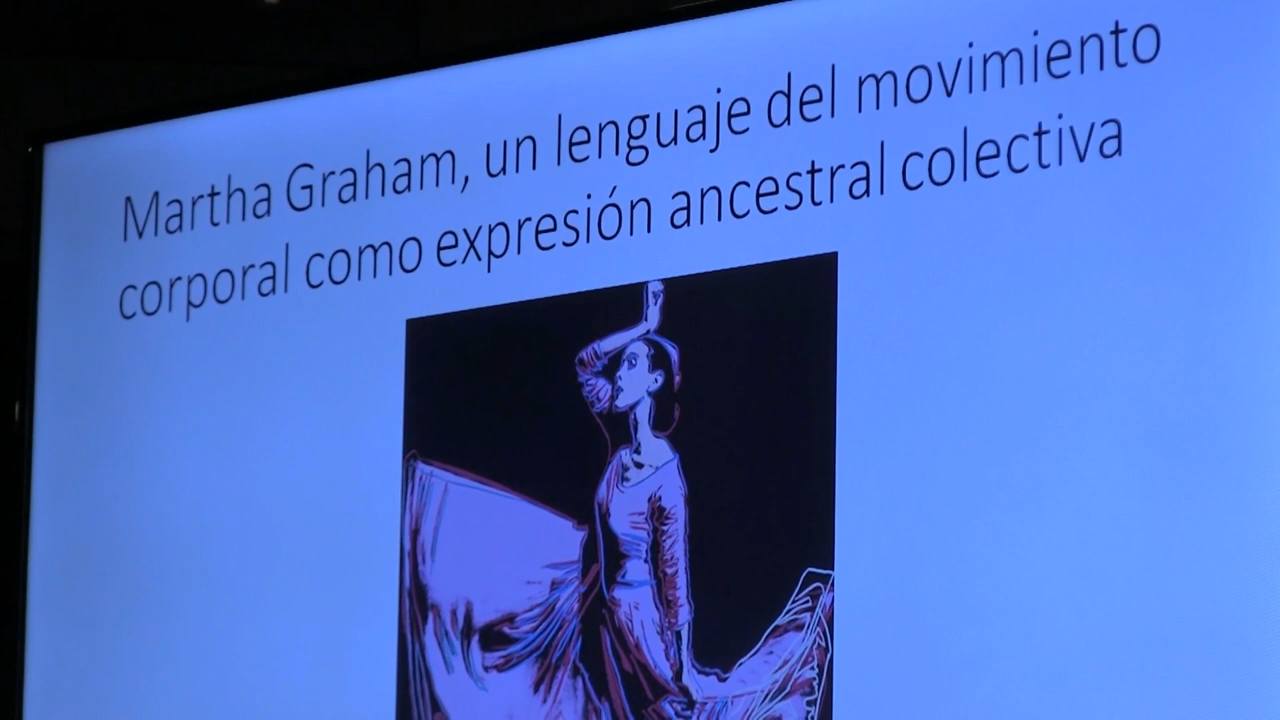 Martha Graham, un lenguaje del movimiento
corporal como expresión ancestral colectiva